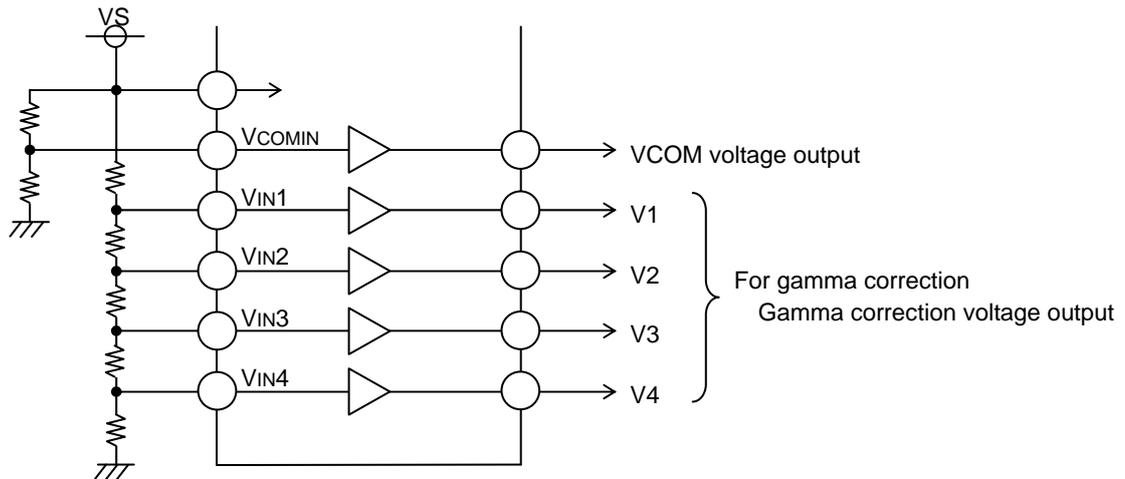 VS
VCOMIN
VCOM voltage output
VIN1
V1
VIN2
V2
For gamma correction
Gamma correction voltage output
VIN3
V3
VIN4
V4